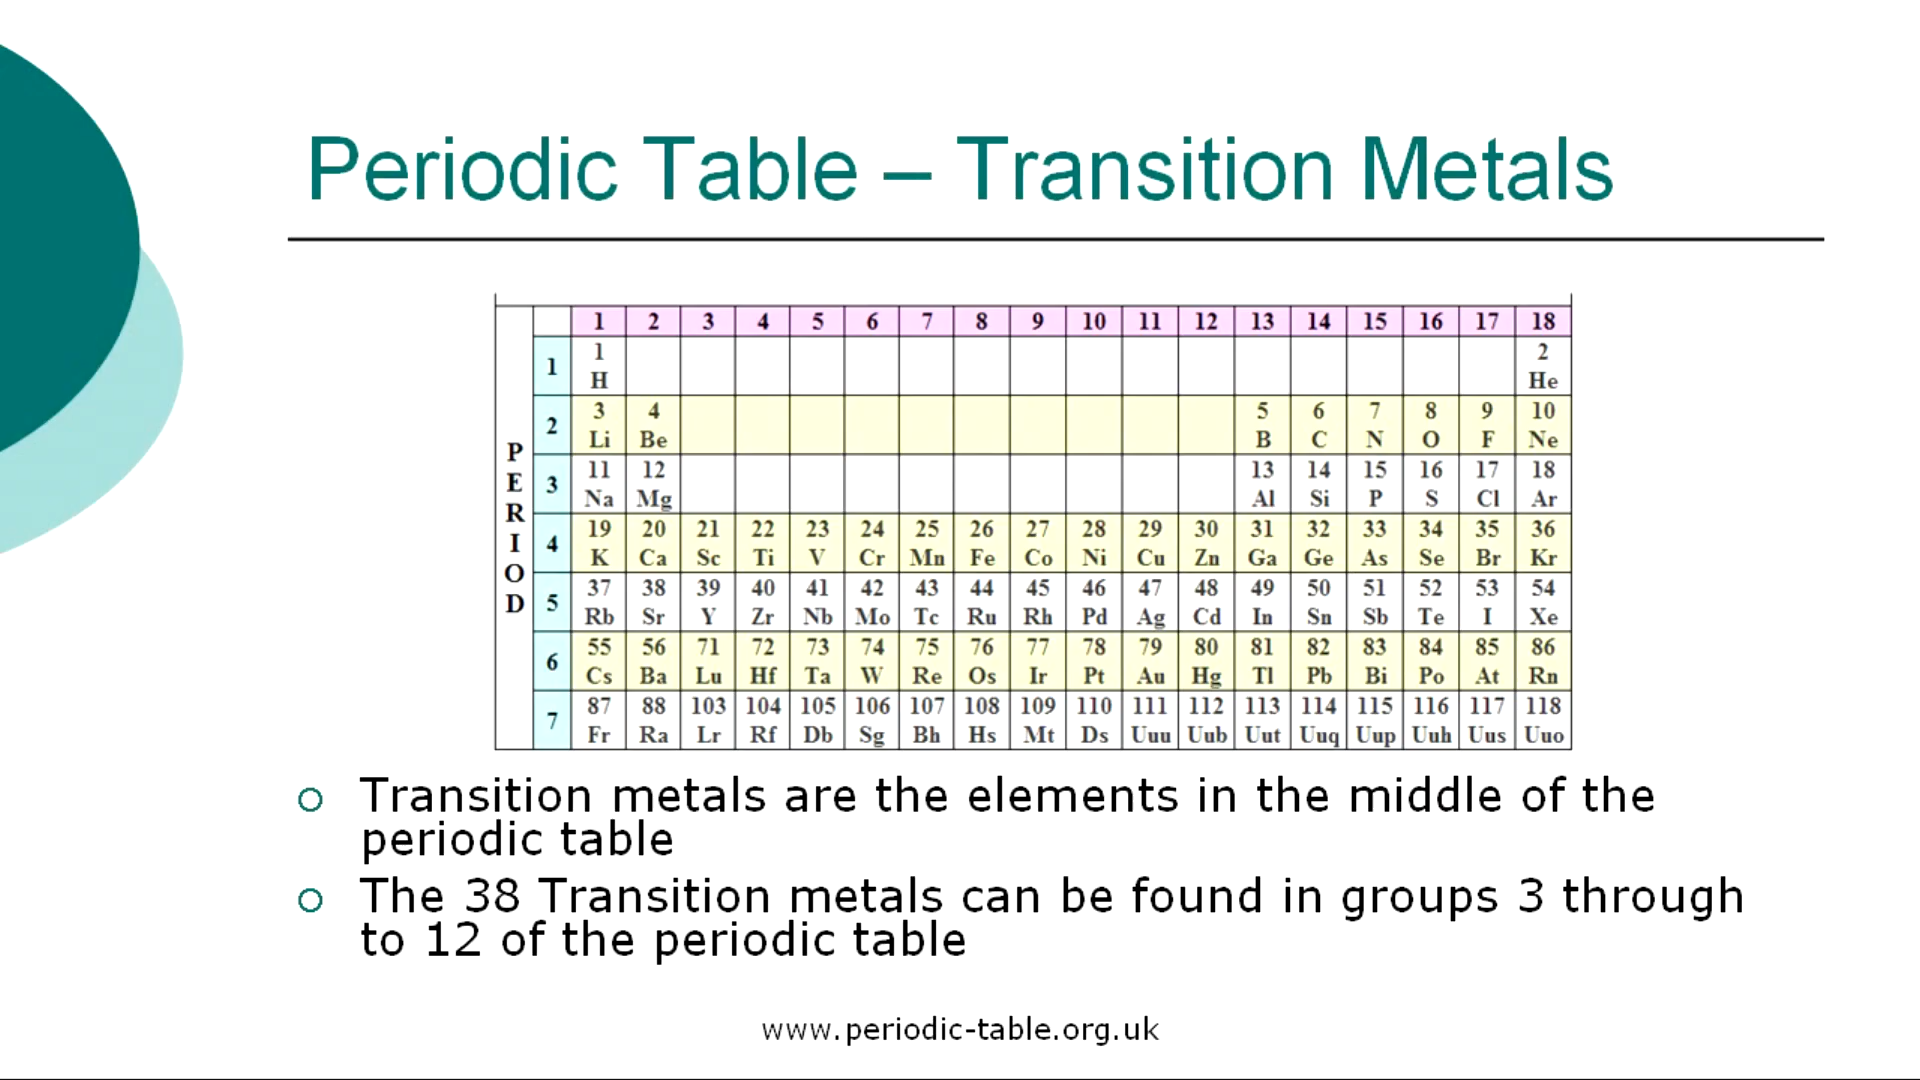 Periodic Table – Transition Metals
1 2 3 4 5 6 7 8 9 10 11 12 13 14 15 16 17 18
PERIOD
1
1 2
H He
2
3 4 5 6 7 8 9 10
Li Be B C N O F Ne
3
11 12 13 14 15 16 17 18
Na Mg Al Si P S Cl Ar
4
19 20 21 22 23 24 25 26 27 28 29 30 31 32 33 34 35 36
K Ca Sc Ti V Cr Mn Fe Co Ni Cu Zn Ga Ge As Se Br Kr
5
37 38 39 40 41 42 43 44 45 46 47 48 49 50 51 52 53 54
Rb Sr Y Zr Nb Mo Tc Ru Rh Pd Ag Cd In Sn Sb Te I Xe
6
55 56 71 72 73 74 75 76 77 78 79 80 81 82 83 84 85 86
Cs Ba Lu Hf Ta W Re Os Ir Pt Au Hg Tl Pb Bi Po At Rn
7
87 88 103 104 105 106 107 108 109 110 111 112 113 114 115 116 117 118
Fr Ra Lr Rf Db Sg Bh Hs Mt Ds Uuu Uub Uut Uuq Uup Uuh Uus Uuo
Transition metals are the elements in the middle of the
periodic table
The 38 Transition metals can be found in groups 3 through
to 12 of the periodic table
www.periodic-table.org.uk